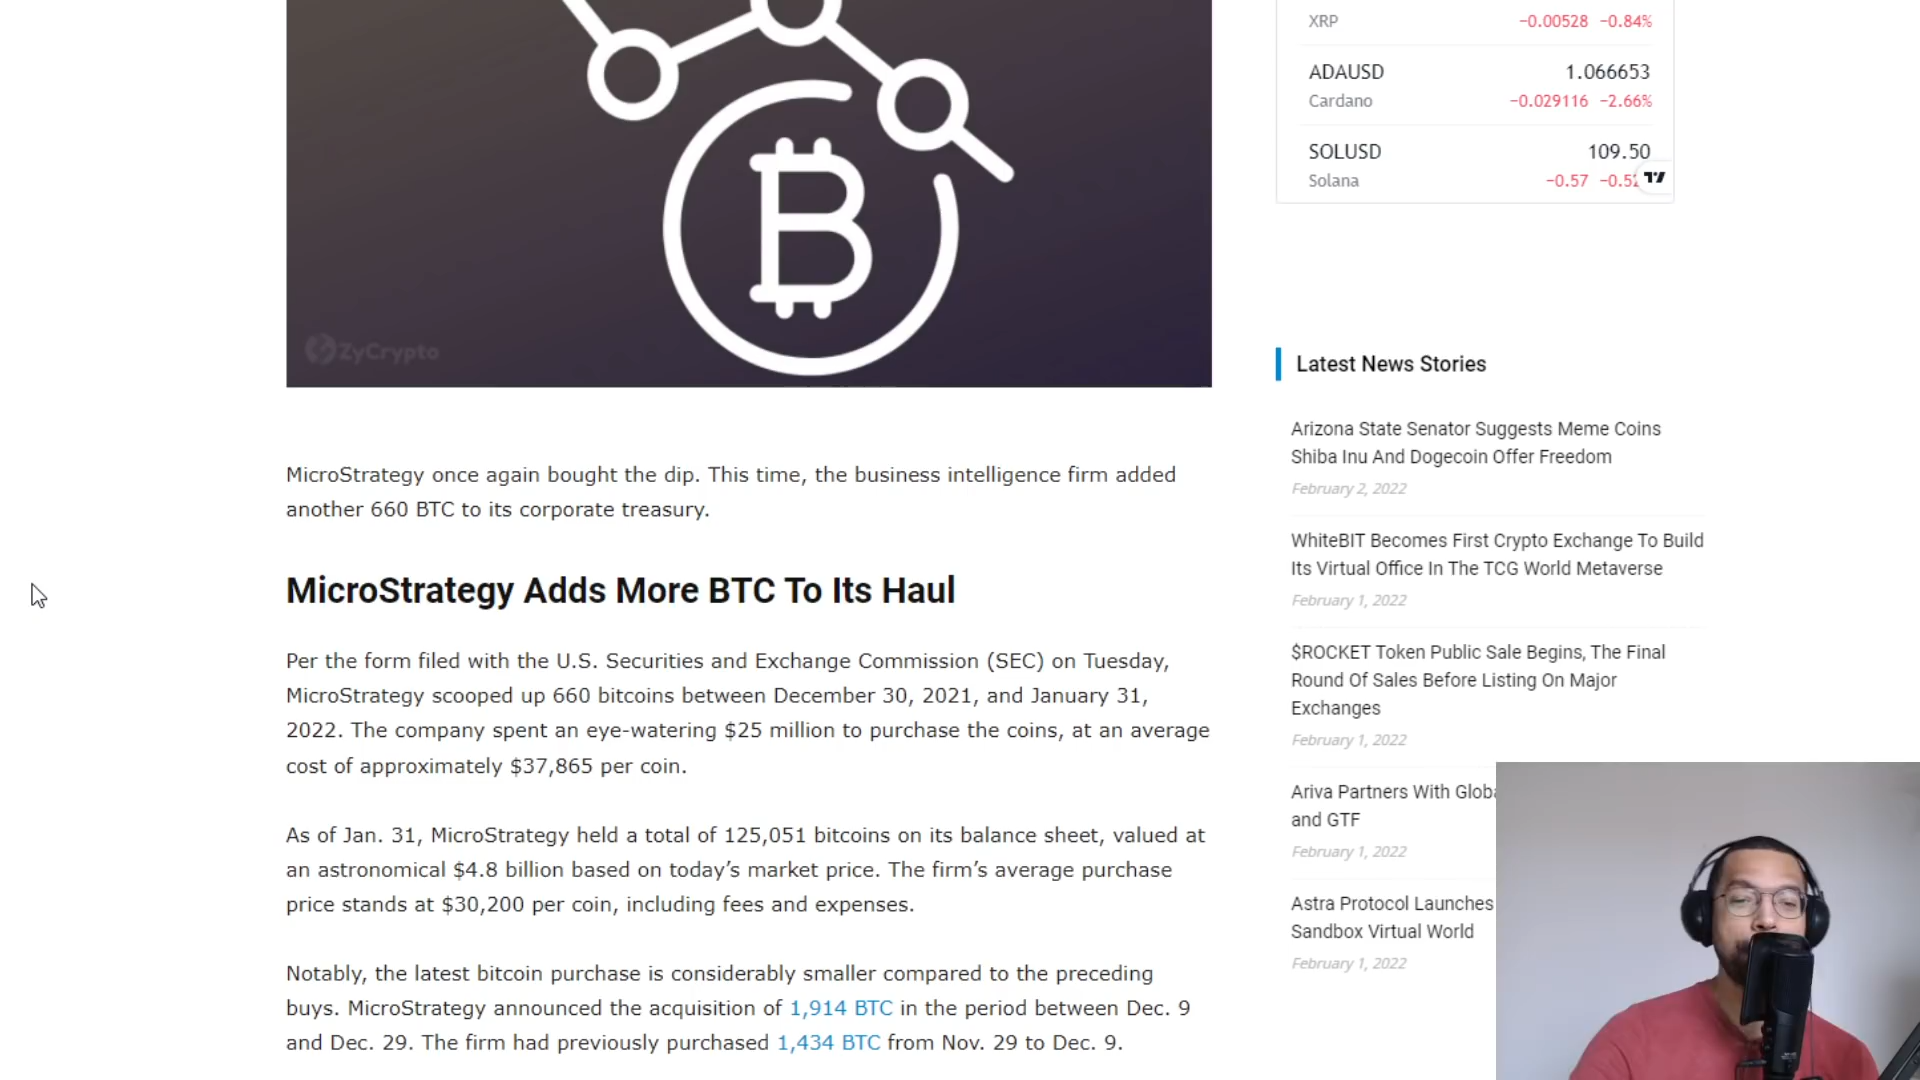 ZyCrypto
MicroStrategy once again bought the dip. This time, the business intelligence firm added
another 660 BTC to its corporate treasury.
MicroStrategy Adds More BTC To Its Haul
Per the form filed with the U.S. Securities and Exchange Commission (SEC) on Tuesday,
MicroStrategy scooped up 660 bitcoins between December 30, 2021, and January 31,
2022. The company spent an eye-watering $25 million to purchase the coins, at an average
cost of approximately $37,865 per coin.
As of Jan. 31, MicroStrategy held a total of 125,051 bitcoins on its balance sheet, valued at
an astronomical $4.8 billion based on today’s market price. The firm’s average purchase
price stands at $30,200 per coin, including fees and expenses.
Notably, the latest bitcoin purchase is considerably smaller compared to the preceding
buys. MicroStrategy announced the acquisition of 1,914 BTC in the period between Dec. 9
and Dec. 29. The firm had previously purchased 1,434 BTC from Nov. 29 to Dec. 9.
XRP −0.00528 −0.84%
ADAUSD 1.066653
Cardano −0.029116 −2.66%
SOLUSD 109.50
Solana −0.57
Latest News Stories
Arizona State Senator Suggests Meme Coins
Shiba Inu And Dogecoin Offer Freedom
February 2, 2022
WhiteBIT Becomes First Crypto Exchange To Build
Its Virtual Office In The TCG World Metaverse
February 1, 2022
$ROCKET Token Public Sale Begins, The Final
Round Of Sales Before Listing On Major
Exchanges
February 1, 2022
Ariva Partners With
and GTF
February 1, 2022
Astra Protocol Launches
Sandbox Virtual World
February 1, 2022